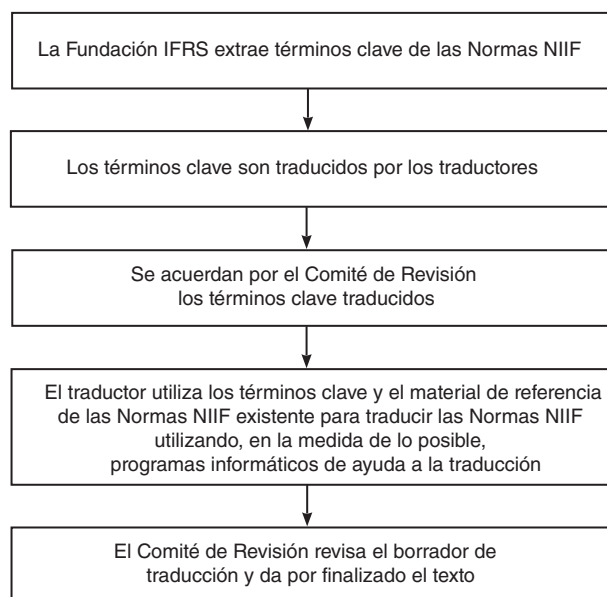 La Fundación IFRS extrae términos clave de las Normas NIIF
Los términos clave son traducidos por los traductores
Se acuerdan por el Comité de Revisión
los términos clave traducidos
El traductor utiliza los términos clave y el material de referencia
de las Normas NIIF existente para traducir las Normas NIIF
utilizando, en la medida de lo posible,
programas informáticos de ayuda a la traducción
El Comité de Revisión revisa el borrador de
traducción y da por finalizado el texto